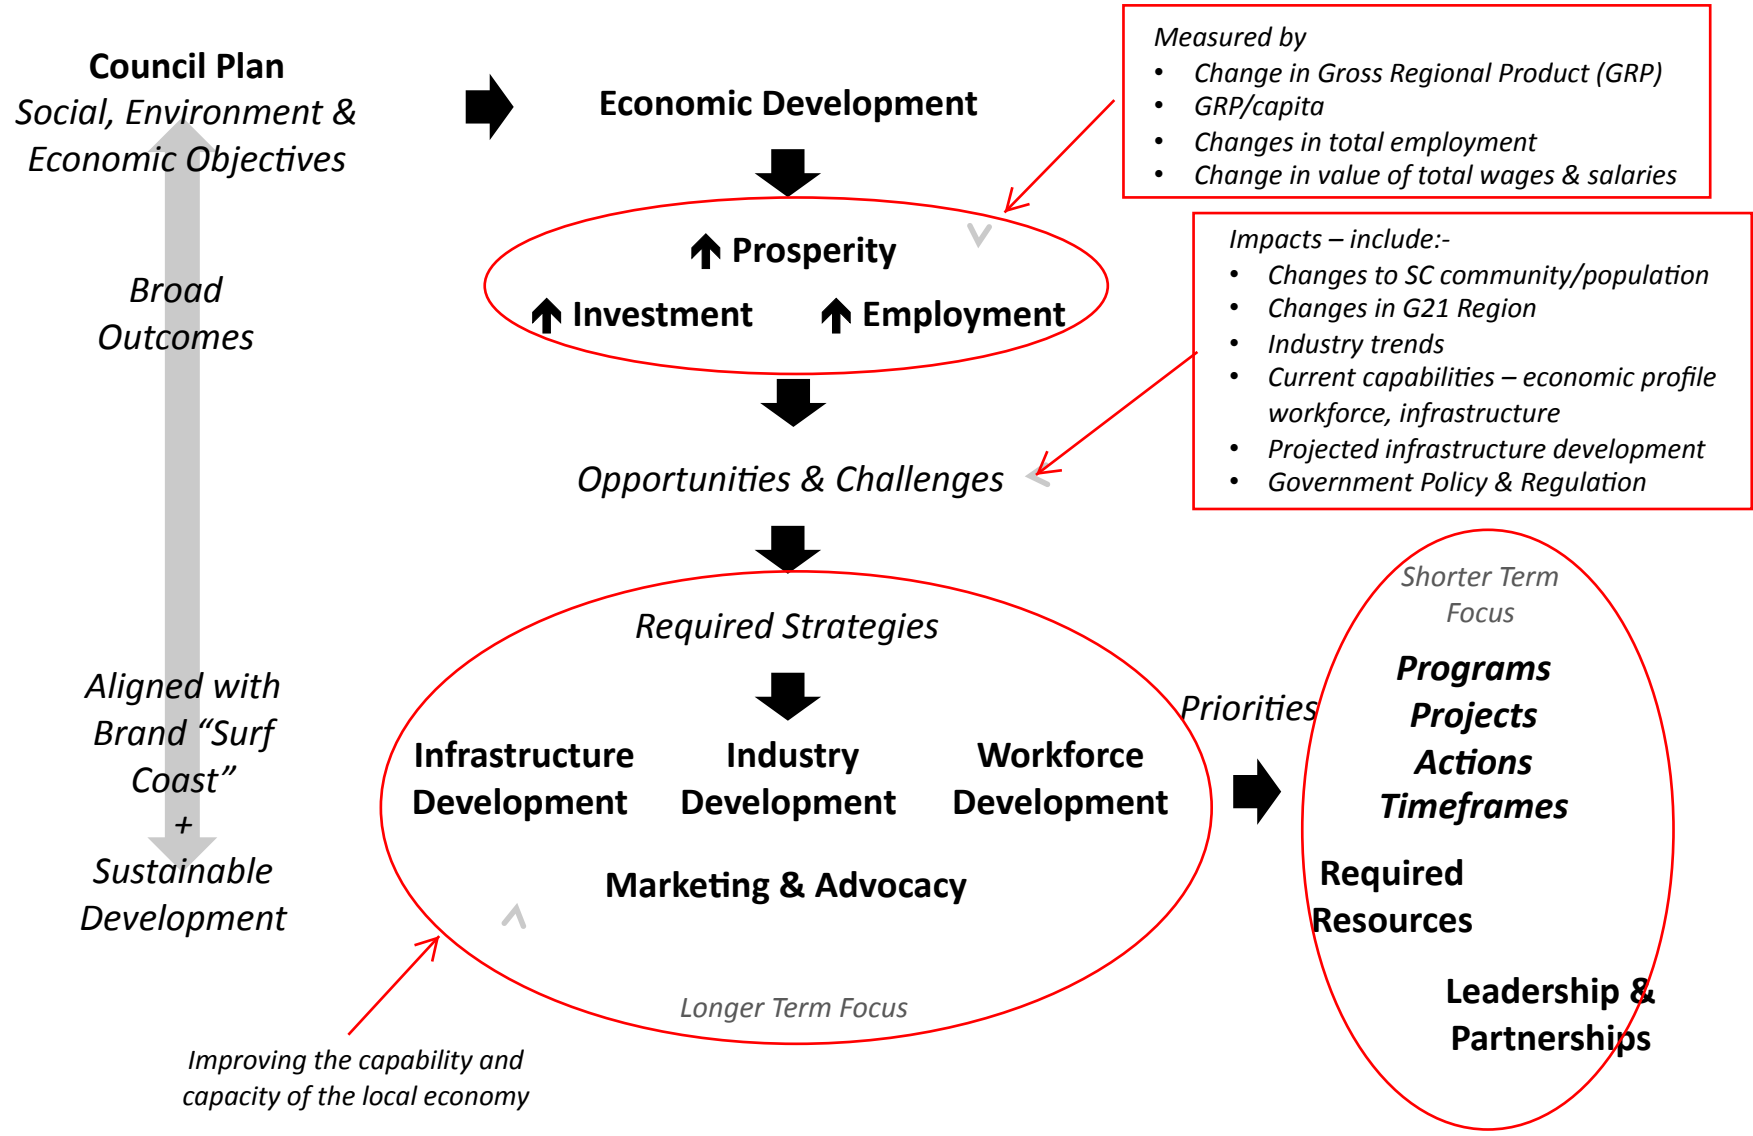 Council Plan
Social, Environment &
Economic Objectives
Broad
Outcomes
Aligned with
Brand “Surf
Coast”
+
Sustainable
Development
Economic Development
Prosperity
Investment
Employment
Opportunities & Challenges
Required Strategies
Infrastructure
Development
Industry
Development
Workforce
Development
Marketing & Advocacy
Longer Term Focus
Improving the capability and
capacity of the local economy
Measured by
• Change in Gross Regional Product (GRP)
• GRP/capita
• Changes in total employment
• Change in value of total wages & salaries
Impacts – include:-
• Changes to SC community/population
• Changes in G21 Region
• Industry trends
• Current capabilities – economic profile
workforce, infrastructure
• Projected infrastructure development
• Government Policy & Regulation
Priorities
Shorter Term
Focus
Programs
Projects
Actions
Timeframes
Required
Resources
Leadership &
Partnerships